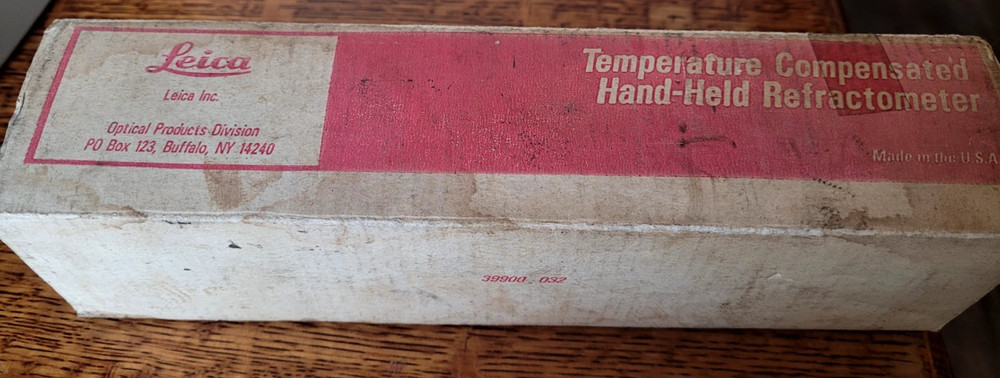 Leica
Leica Inc.
Optical Products Division
PO Box 123, Buffalo, NY 14240
Temperature Compensated
Hand-Held Refractometer
Made in the U.S.A
39900 032